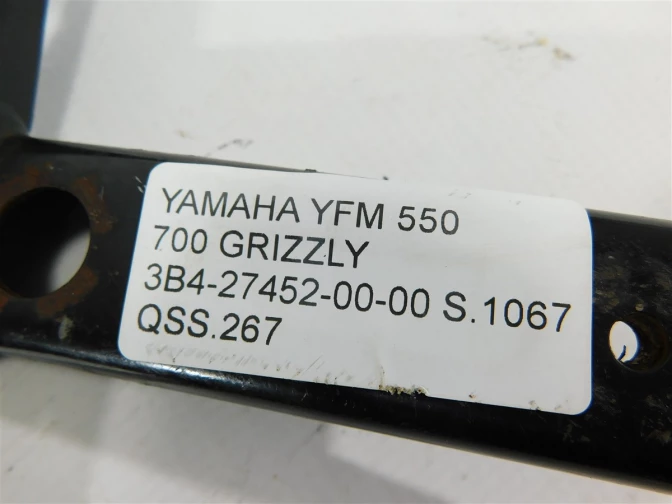 YAMAHA YFM 550
700 GRIZZLY
3B4-27452-00-00 S.1067
QSS.267